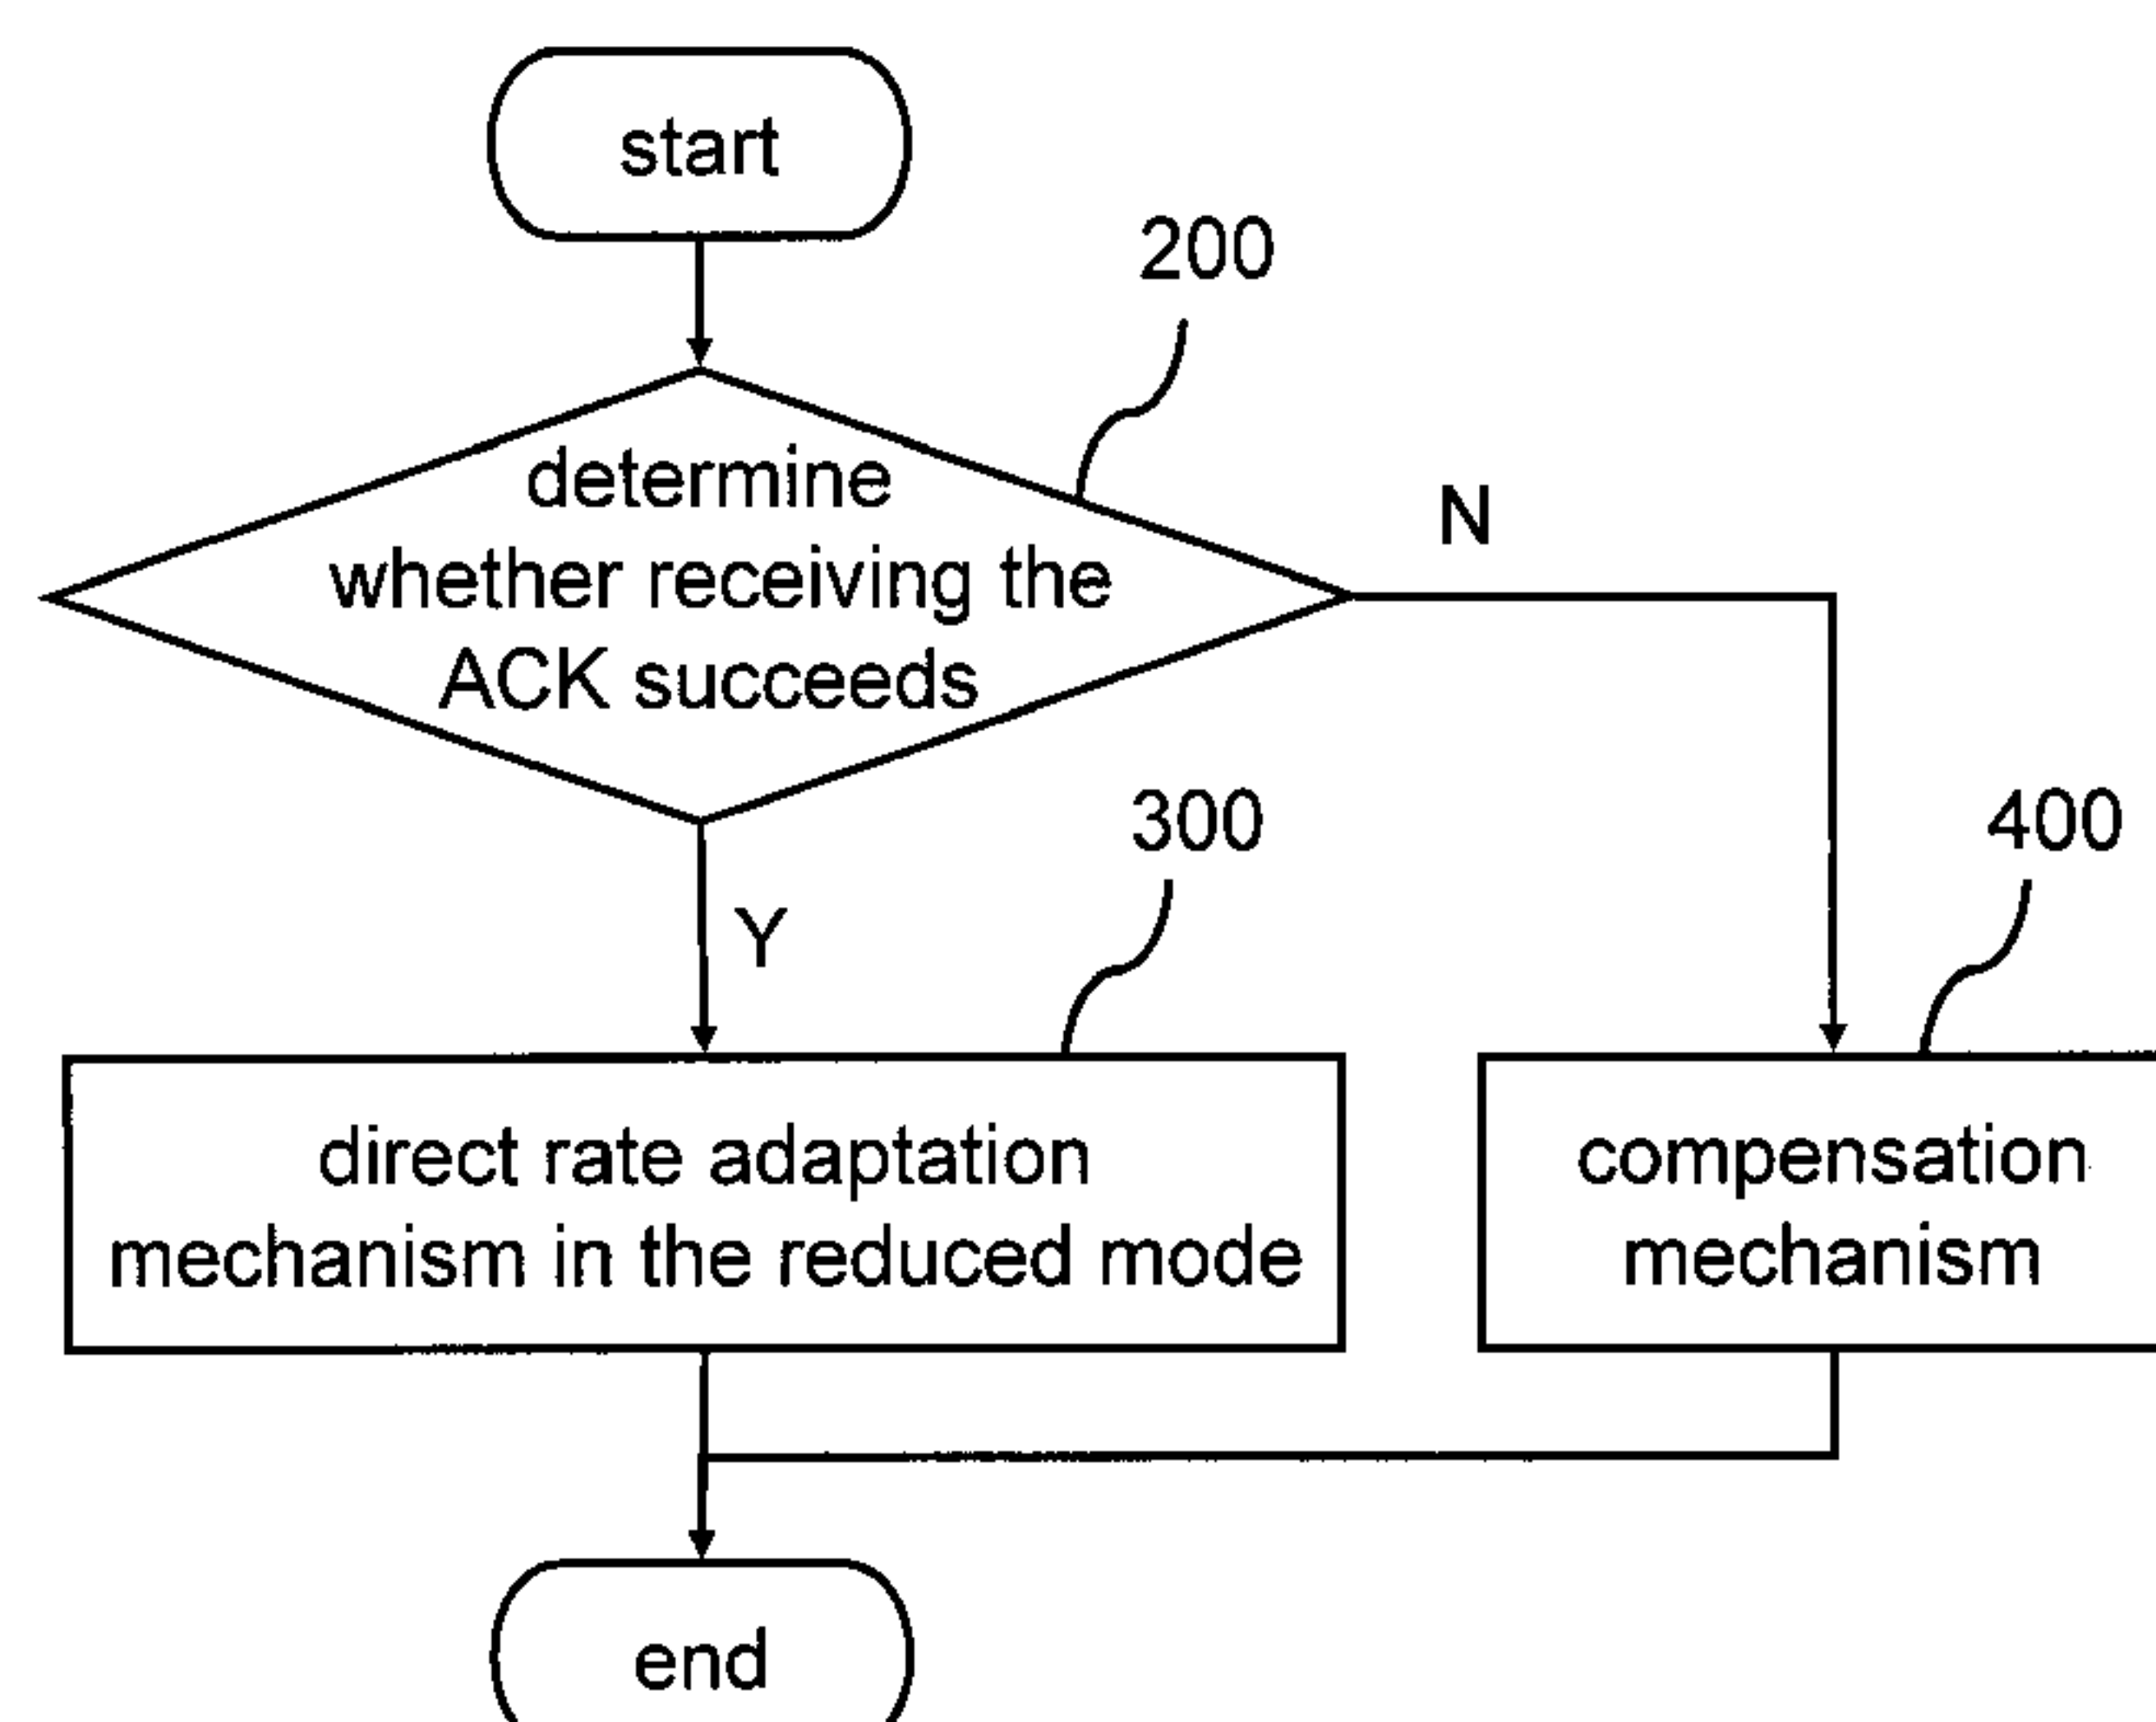 start
200
determine
whether receiving the
ACK succeeds
N
Y
300
400
direct rate adaptation
mechanism in the reduced mode
compensation
mechanism
end